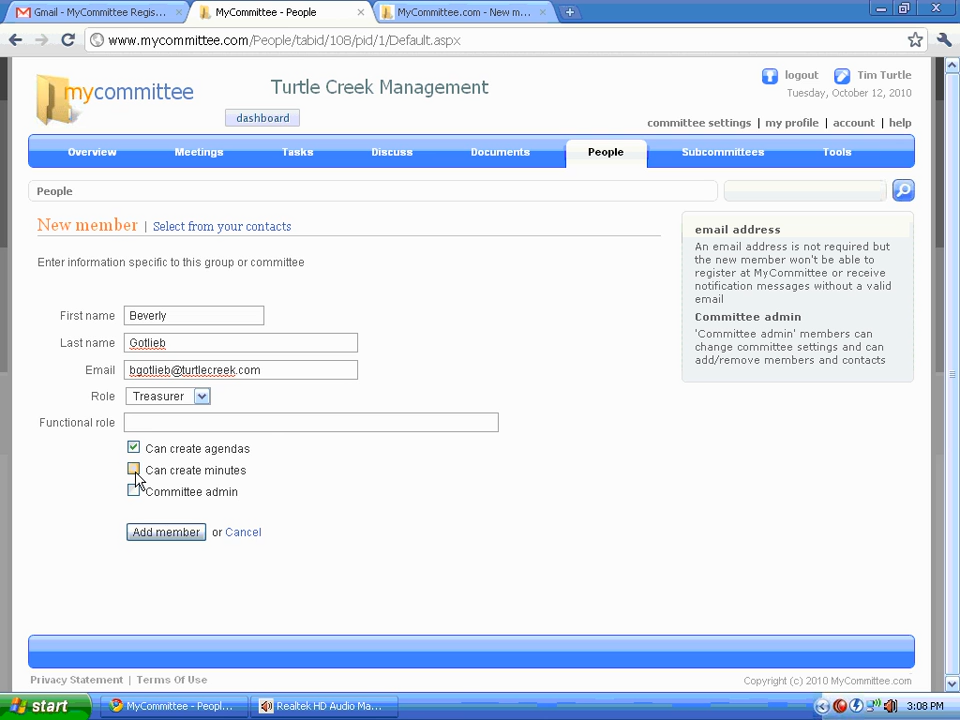 Gmail - MyCommittee Regis...
MyCommittee - People
MyCommittee.com - New m...
www.mycommittee.com/People/tabid/108/pid/1/Default.aspx
mycommittee
Turtle Creek Management
logout
Tim Turtle
Tuesday, October 12, 2010
dashboard
committee settings | my profile | account | help
Overview
Meetings
Tasks
Discuss
Documents
People
Subcommittees
Tools
People
New member | Select from your contacts
Enter information specific to this group or committee
First name Beverly
Last name Gotlieb
Email bgotlieb@turtlecreek.com
Role Treasurer
Functional role
Can create agendas
Can create minutes
Committee admin
Add member or Cancel
email address
An email address is not required but
the new member won't be able to
register at MyCommittee or receive
notification messages without a valid
email
Committee admin
'Committee admin' members can
change committee settings and can
add/remove members and contacts
Privacy Statement | Terms Of Use
Copyright (c) 2010 MyCommittee.com
start
MyCommittee - Peopl...
Realtek HD Audio Ma...
3:08 PM